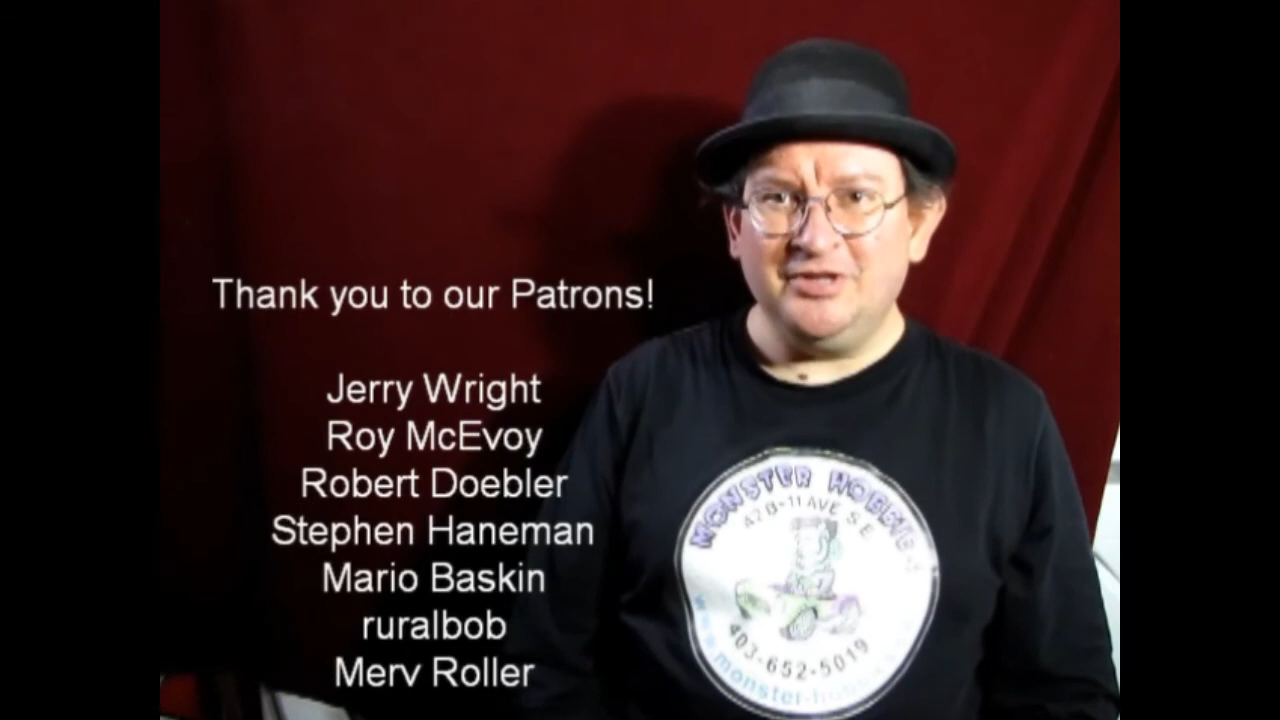 Thank you to our Patrons!
Jerry Wright
Roy McEvoy
Robert Doebler
Stephen Haneman
Mario Baskin
ruralbob
Merv Roller
MONSTER HOBBIES
42 B-11 AVE S.E
403-652-5019